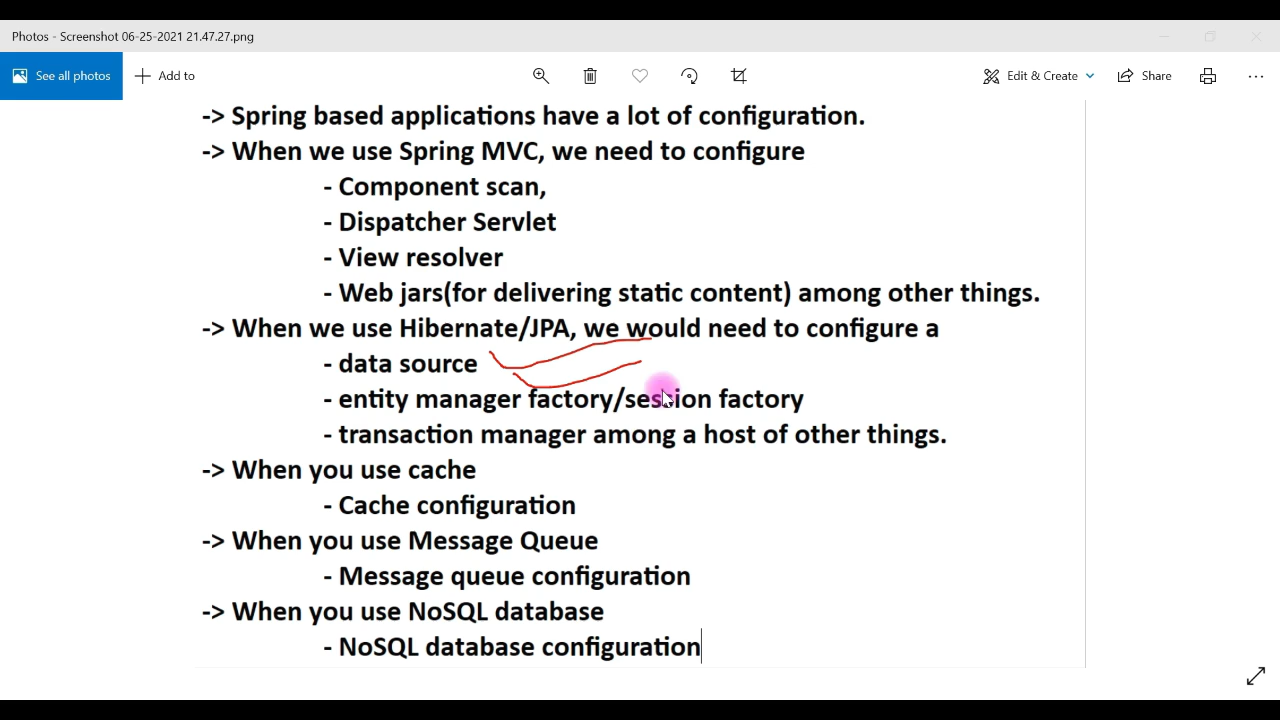 Photos - Screenshot 06-25-2021 21.47.27.png
See all photos
Add to
Edit & Create
Share
-> Spring based applications have a lot of configuration.
-> When we use Spring MVC, we need to configure
- Component scan,
- Dispatcher Servlet
- View resolver
- Web jars(for delivering static content) among other things.
-> When we use Hibernate/JPA, we would need to configure a
- data source
- entity manager factory/session factory
- transaction manager among a host of other things.
-> When you use cache
- Cache configuration
-> When you use Message Queue
- Message queue configuration
-> When you use NoSQL database
- NoSQL database configuration